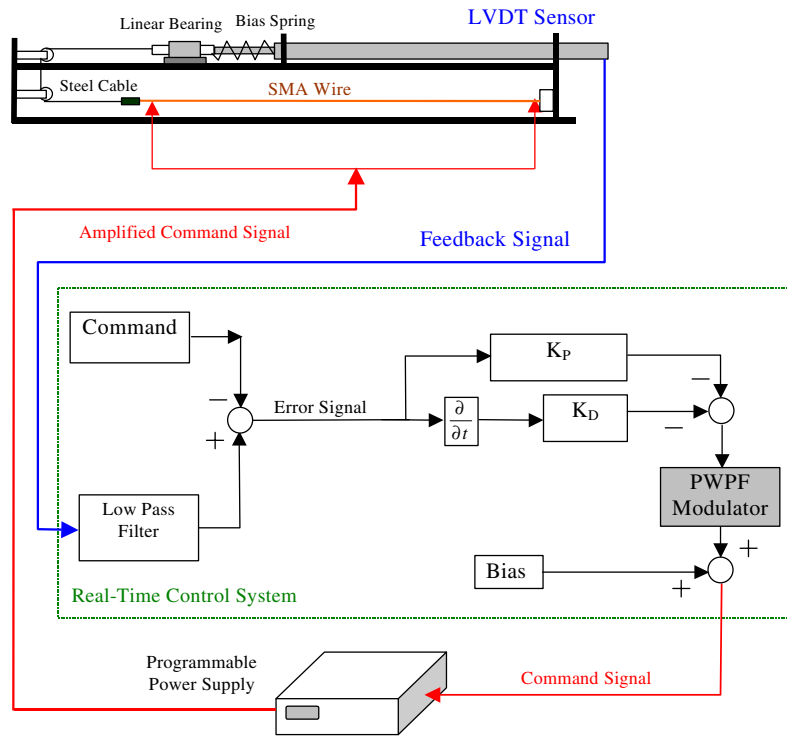 Linear Bearing
Bias Spring
LVDT Sensor
Steel Cable
SMA Wire
Amplified Command Signal
Feedback Signal
Command
−
+
Error Signal
K_P
∂
∂t
K_D
−
−
PWPF
Modulator
Low Pass
Filter
+
Bias
+
Real-Time Control System
Programmable
Power Supply
Command Signal